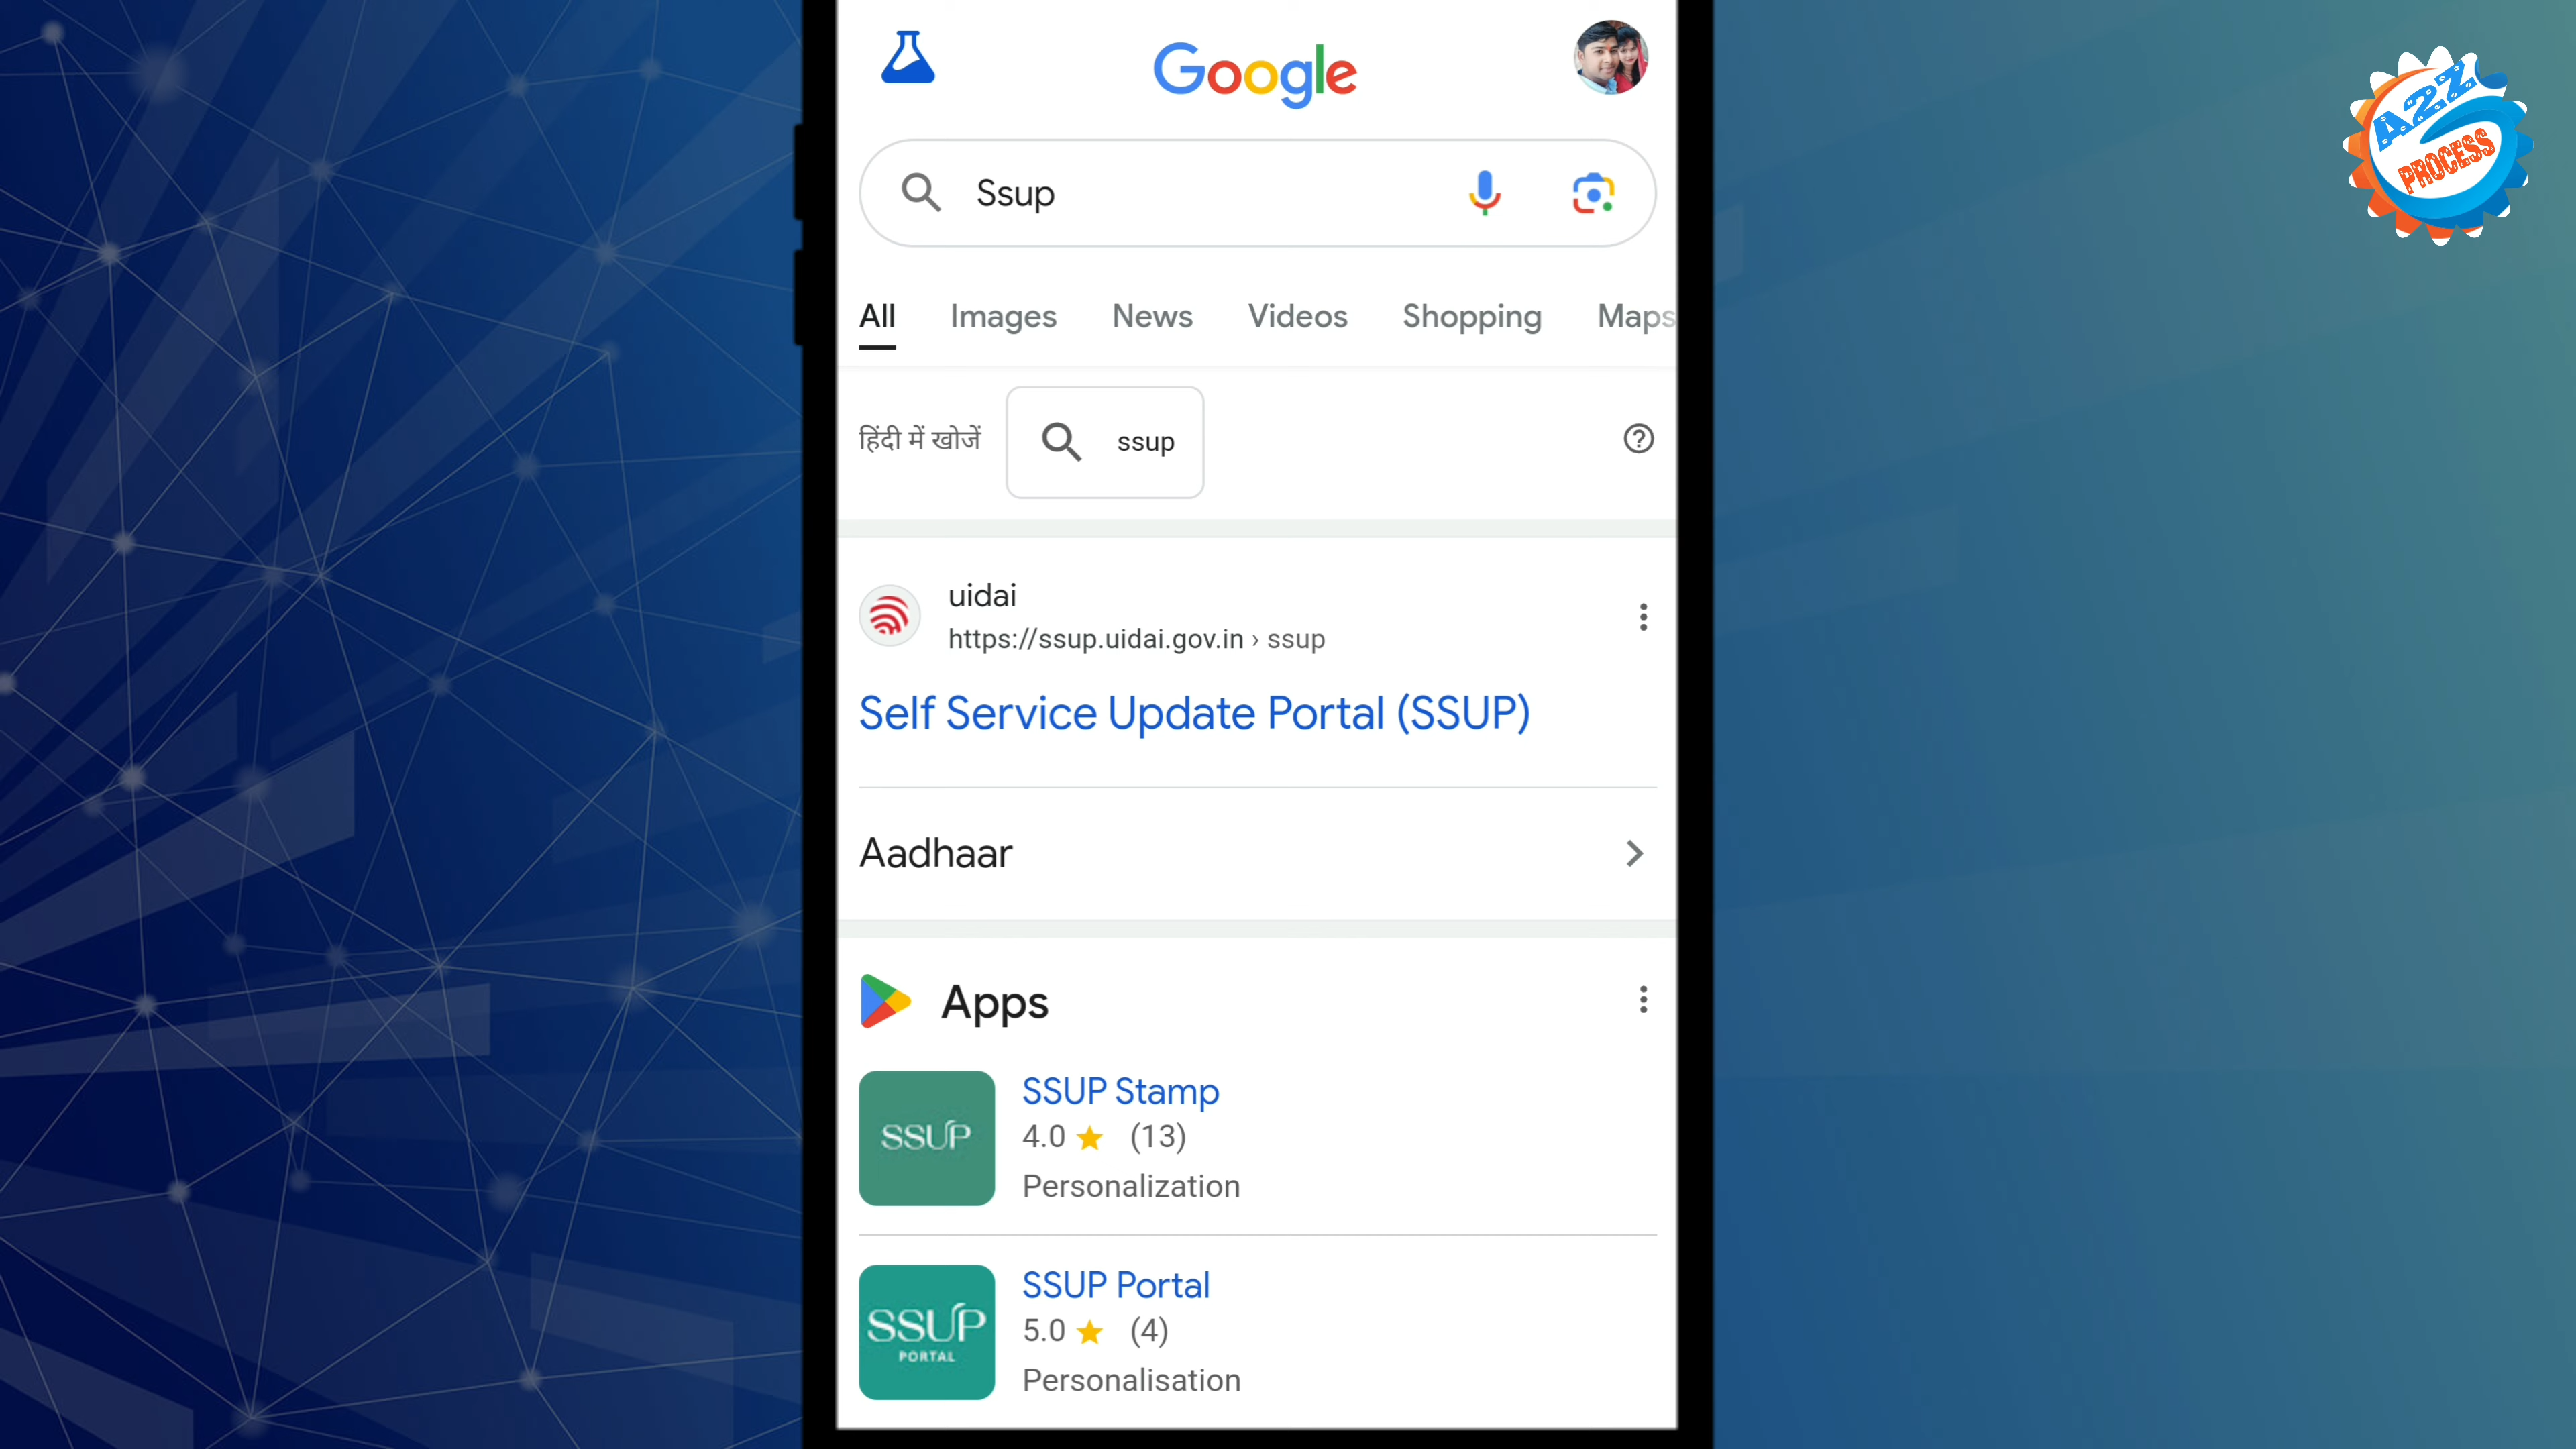 Google
A2Z
PROCESS
Ssup
All Images News Videos Shopping Maps
हिंदी में खोजें ssup
uidai
https://ssup.uidai.gov.in › ssup
Self Service Update Portal (SSUP)
Aadhaar
Apps
SSUP
SSUP Stamp
4.0 (13)
Personalization
SSUP
PORTAL
SSUP Portal
5.0 (4)
Personalisation